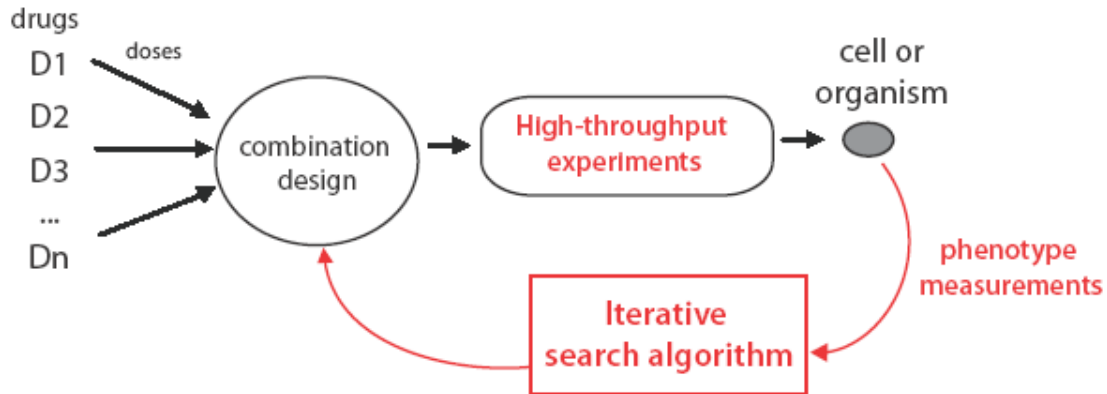 drugs
D1
D2
D3
...
Dn
doses
combination
design
High-throughput
experiments
cell or
organism
phenotype
measurements
Iterative
search algorithm